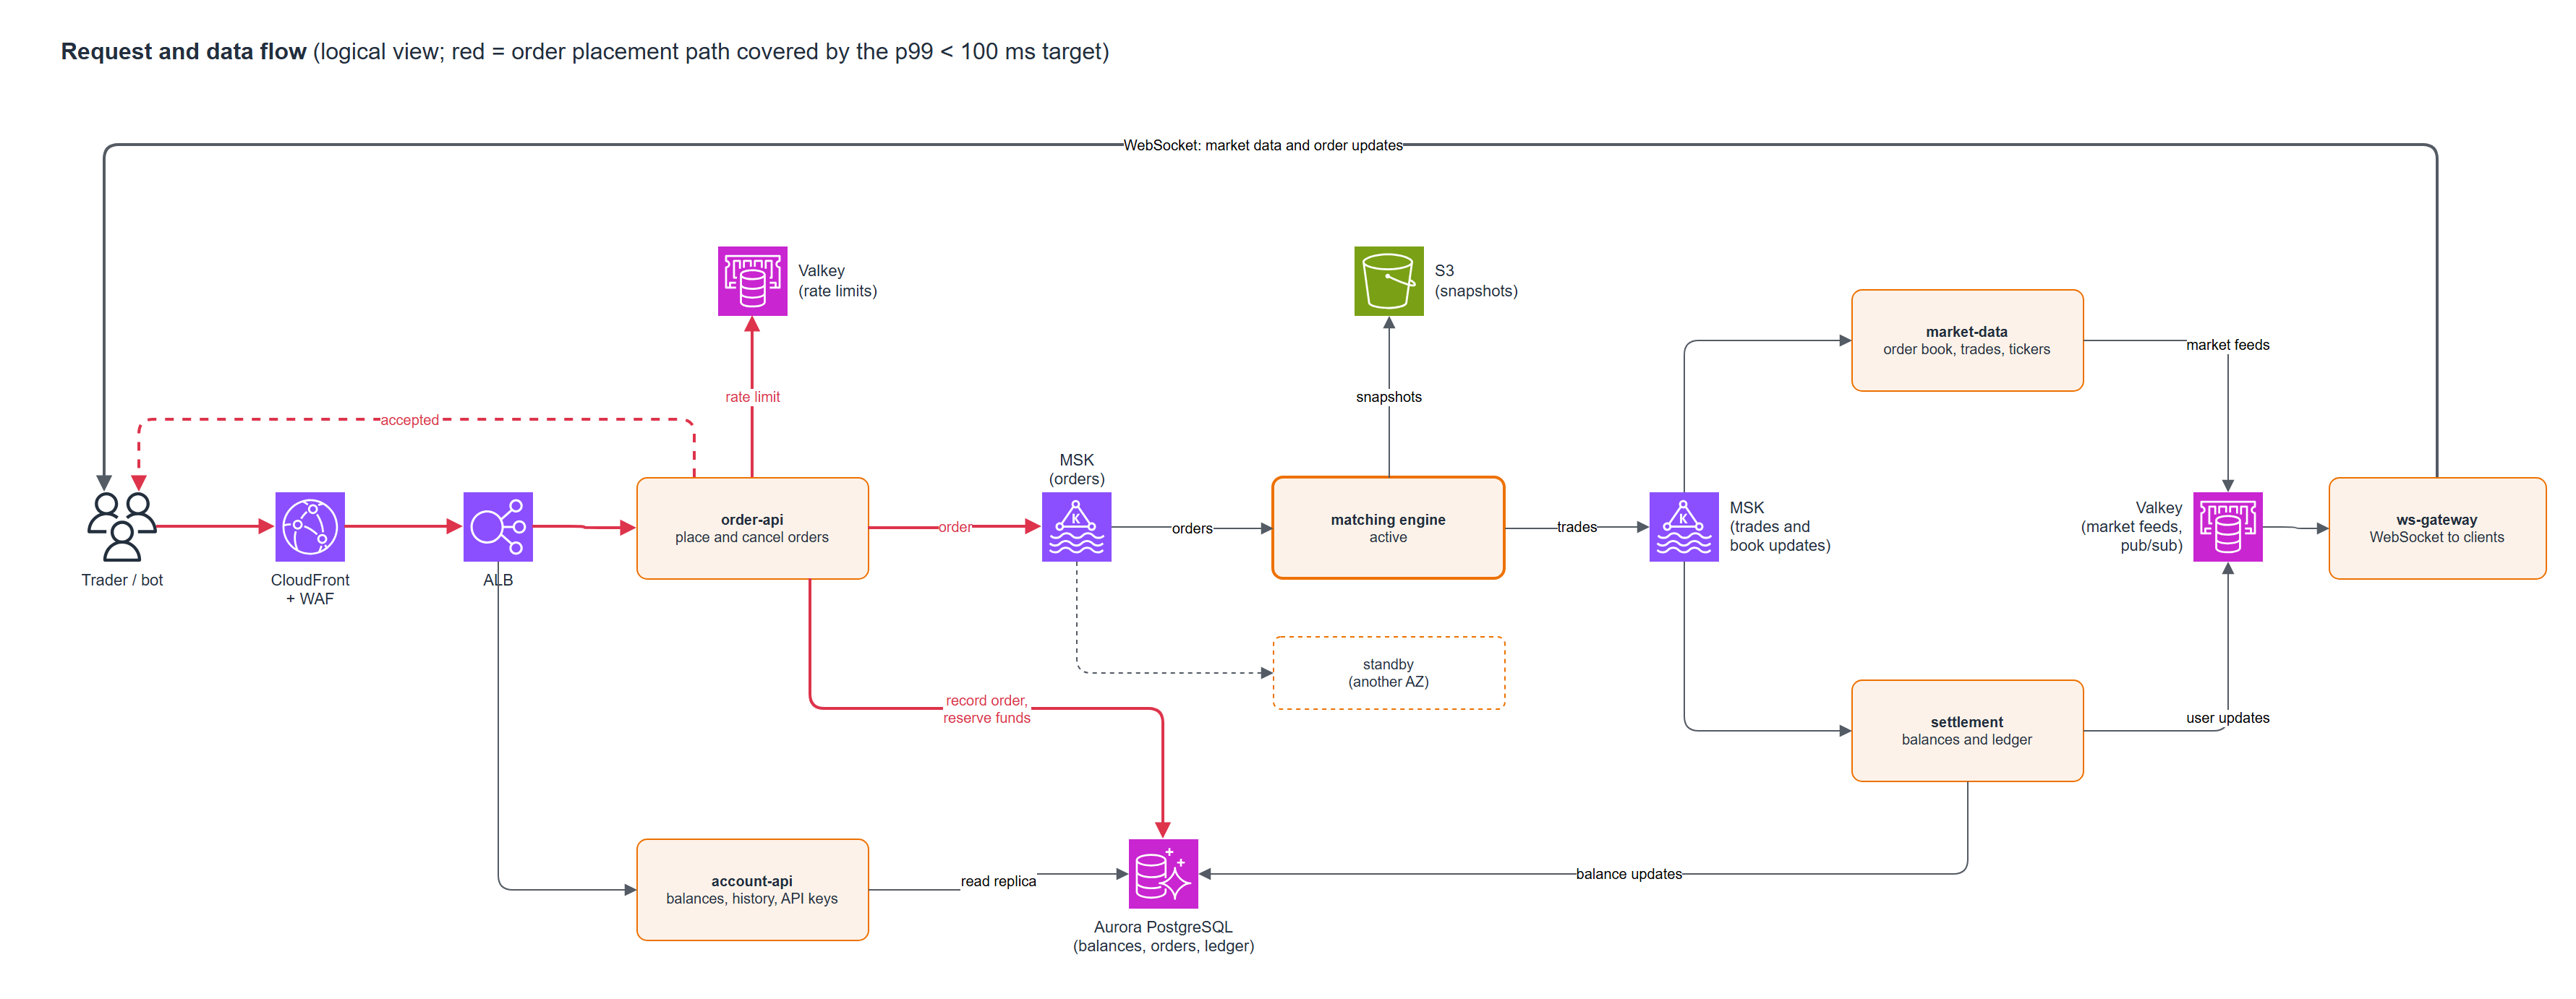 Request and data flow (logical view; red = order placement path covered by the p99 < 100 ms target)
WebSocket: market data and order updates
Valkey
(rate limits)
S3
(snapshots)
market-data
order book, trades, tickers
market feeds
rate limit
snapshots
accepted
MSK
(orders)
Trader / bot
CloudFront
+ WAF
ALB
order-api
place and cancel orders
order
K
orders
matching engine
active
trades
K
MSK
(trades and
book updates)
Valkey
(market feeds,
pub/sub)
ws-gateway
WebSocket to clients
standby
(another AZ)
record order,
reserve funds
settlement
balances and ledger
user updates
account-api
balances, history, API keys
read replica
balance updates
Aurora PostgreSQL
(balances, orders, ledger)